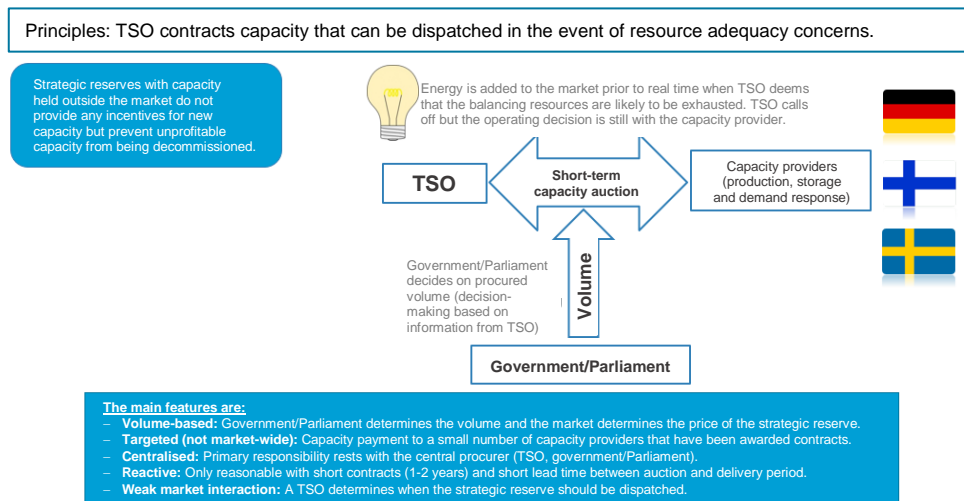 Principles: TSO contracts capacity that can be dispatched in the event of resource adequacy concerns.
Strategic reserves with capacity
held outside the market do not
provide any incentives for new
capacity but prevent unprofitable
capacity from being decommissioned.
Energy is added to the market prior to real time when TSO deems
that the balancing resources are likely to be exhausted. TSO calls
off but the operating decision is still with the capacity provider.
TSO
Short-term
capacity auction
Capacity providers
(production, storage
and demand response)
Government/Parliament
decides on procured
volume (decision-
making based on
information from TSO)
Volume
Government/Parliament
The main features are:
– Volume-based: Government/Parliament determines the volume and the market determines the price of the strategic reserve.
– Targeted (not market-wide): Capacity payment to a small number of capacity providers that have been awarded contracts.
– Centralised: Primary responsibility rests with the central procurer (TSO, government/Parliament).
– Reactive: Only reasonable with short contracts (1-2 years) and short lead time between auction and delivery period.
– Weak market interaction: A TSO determines when the strategic reserve should be dispatched.